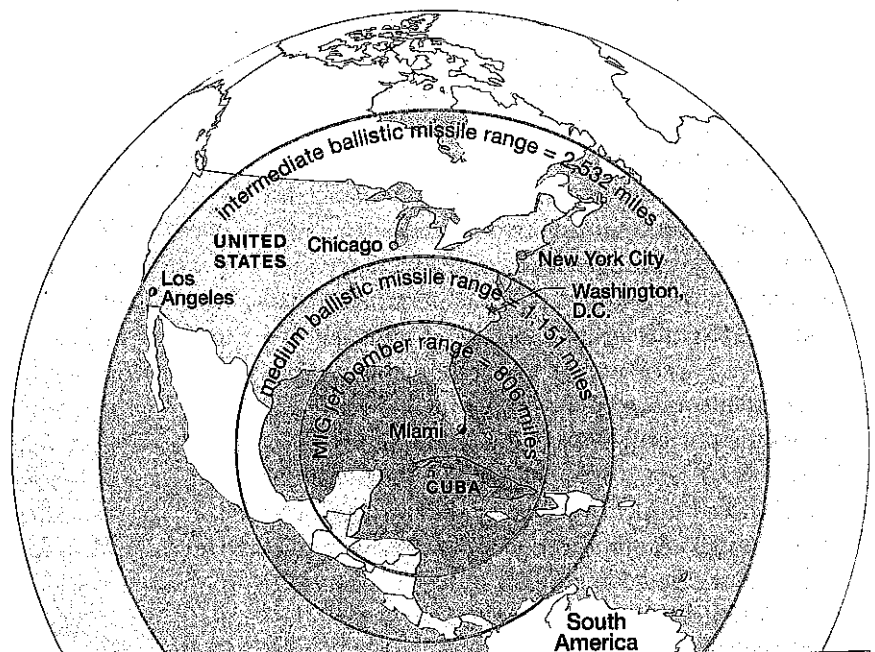 intermediate ballistic missile range = 2,532 miles
UNITED
STATES
Chicago
New York City
Los
Angeles
Washington,
D.C.
medium ballistic missile range = 1,151 miles
MIG jet bomber range = 806 miles
Miami
CUBA
South
America